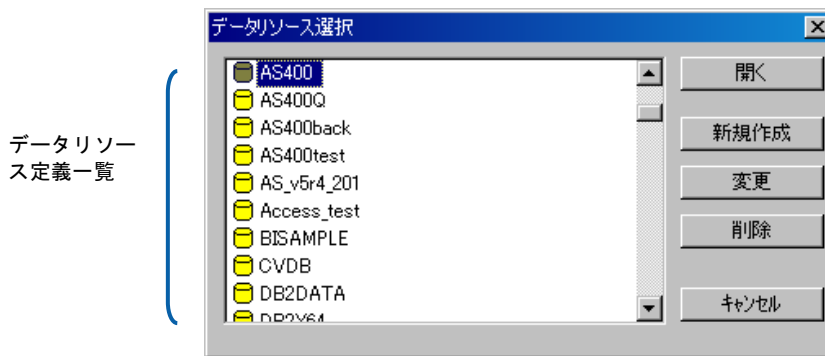 データリソース選択
データリソー
ス定義一覧
AS400
AS400Q
AS400back
AS400test
AS_v5r4_201
Access_test
BISAMPLE
CVDB
DB2DATA
DB2Y64
開く
新規作成
変更
削除
キャンセル